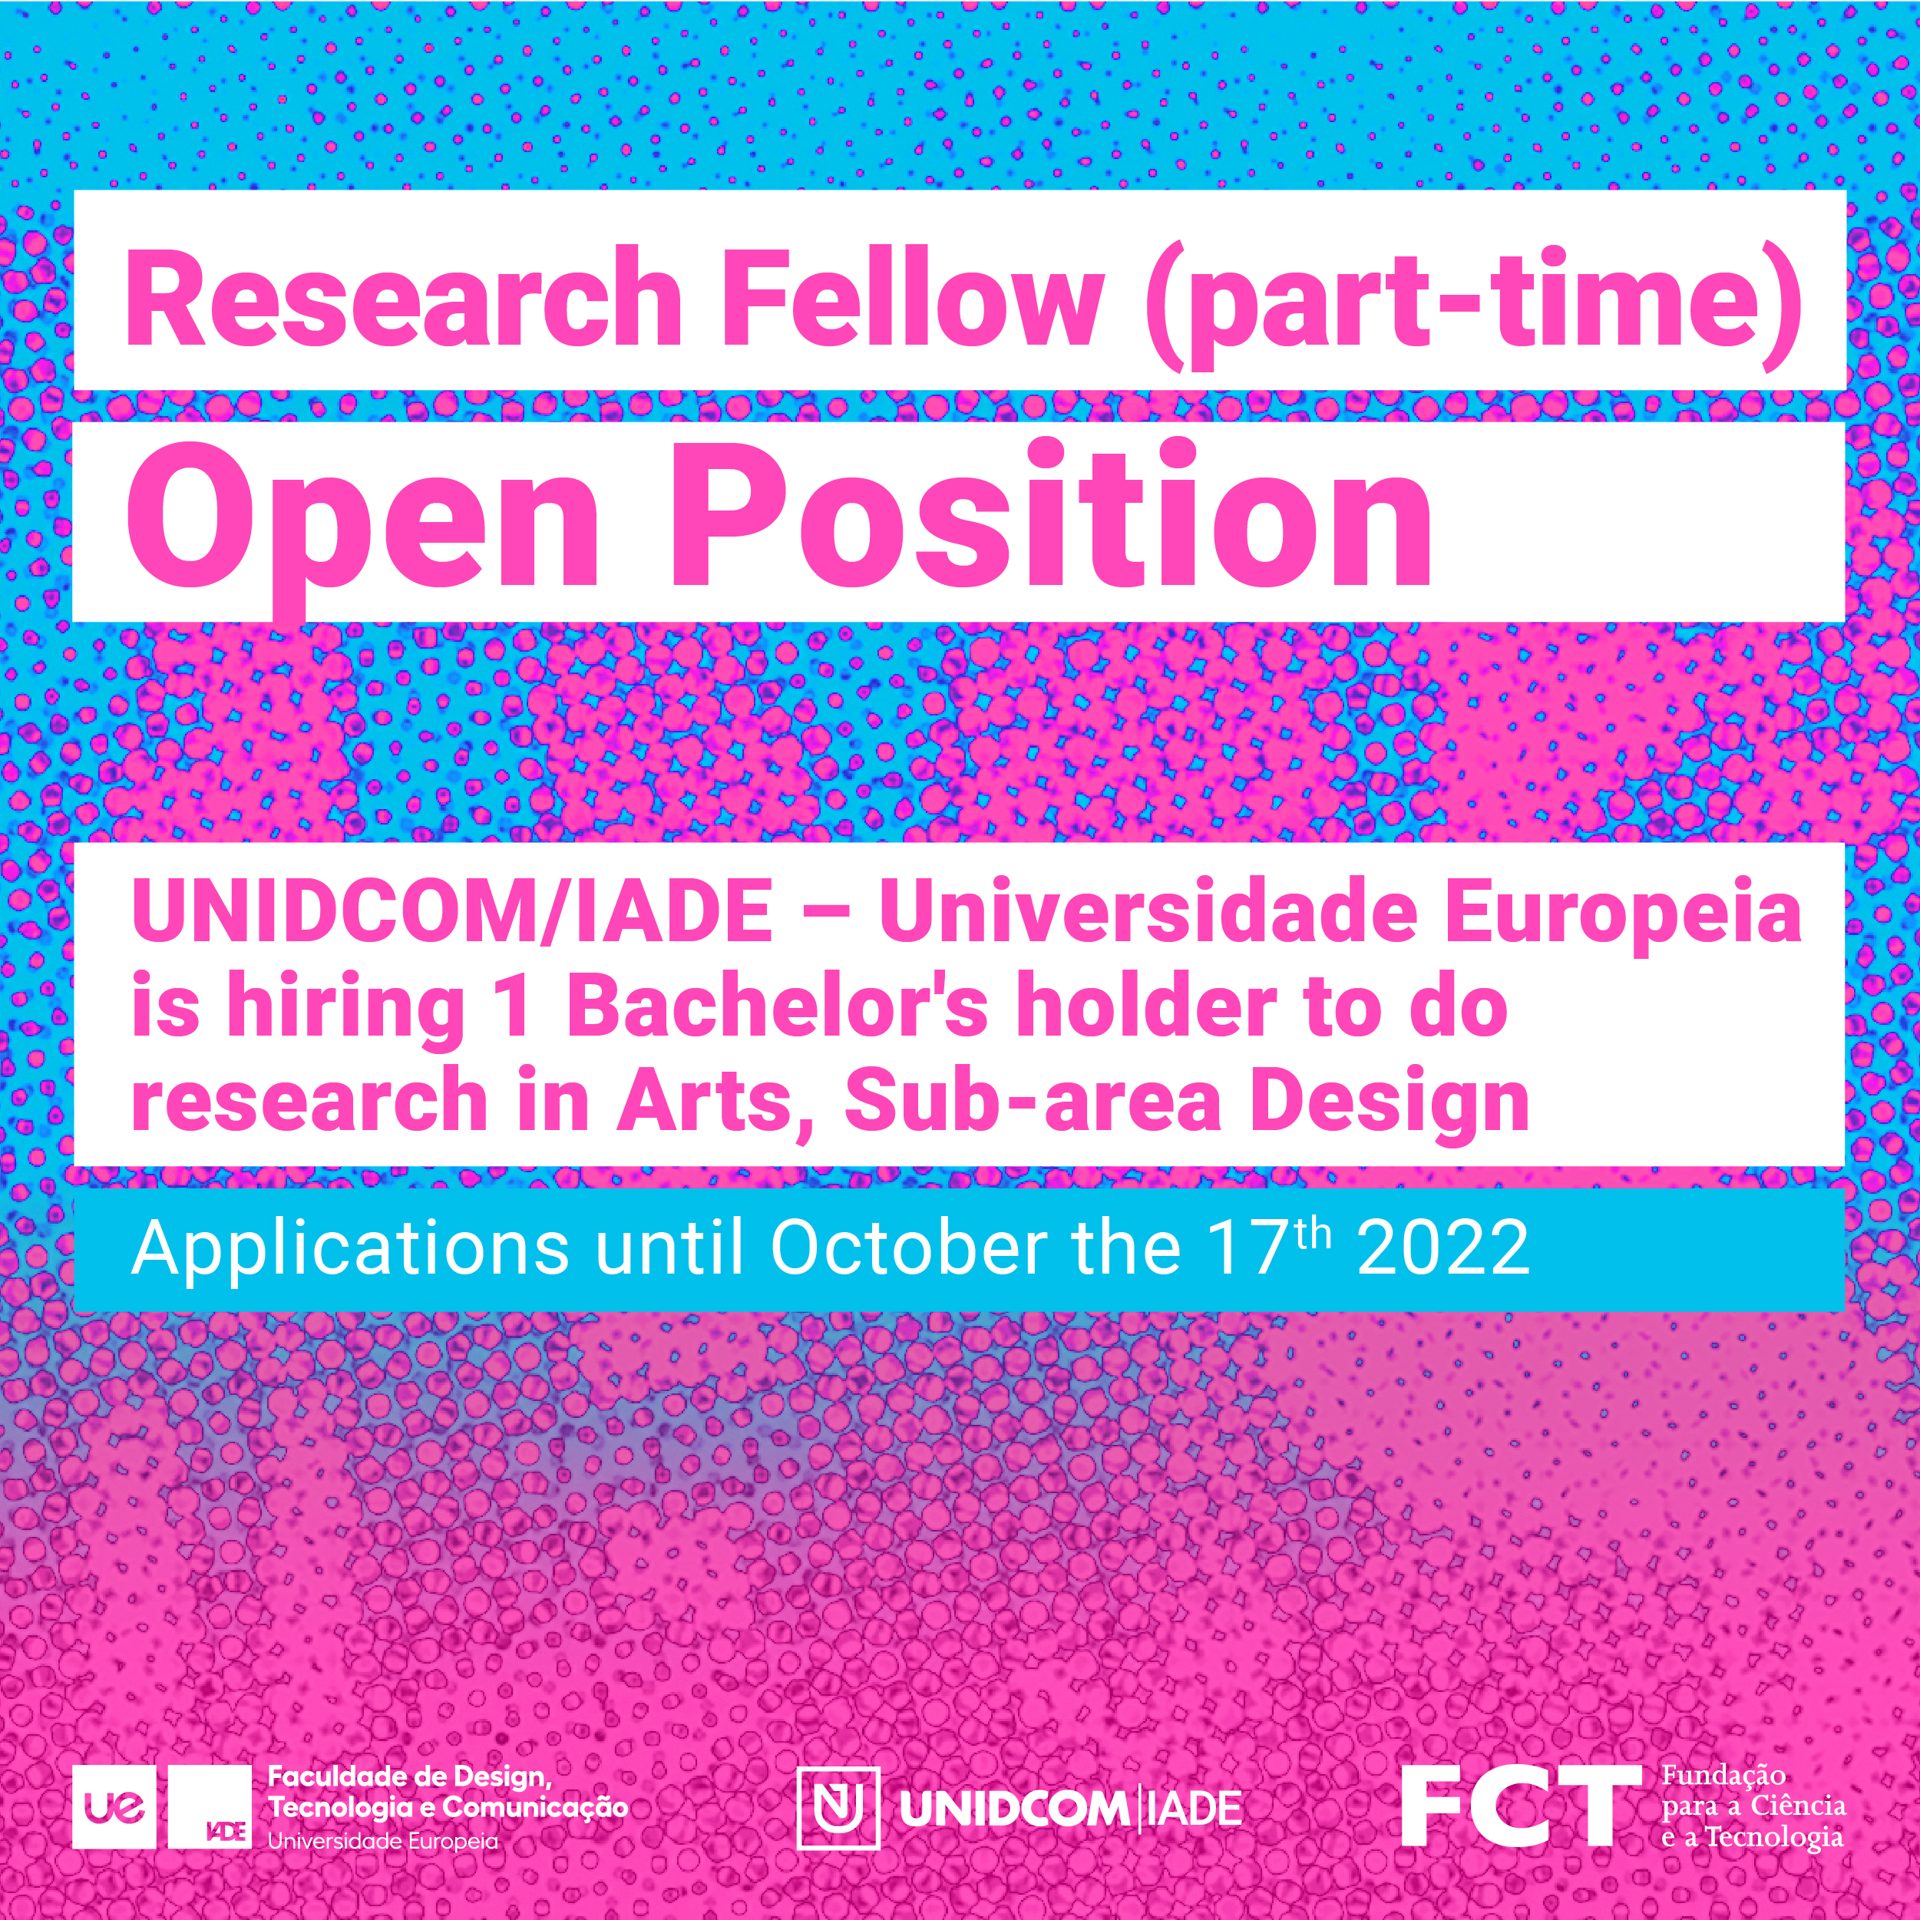 Research Fellow (part-time)
Open Position
UNIDCOM/IADE – Universidade Europeia
is hiring 1 Bachelor's holder to do
research in Arts, Sub-area Design
Applications until October the 17th 2022
ue
IADE
Faculdade de Design,
Tecnologia e Comunicação
Universidade Europeia
UNIDCOM|IADE
FCT
Fundação
para a Ciência
e a Tecnologia